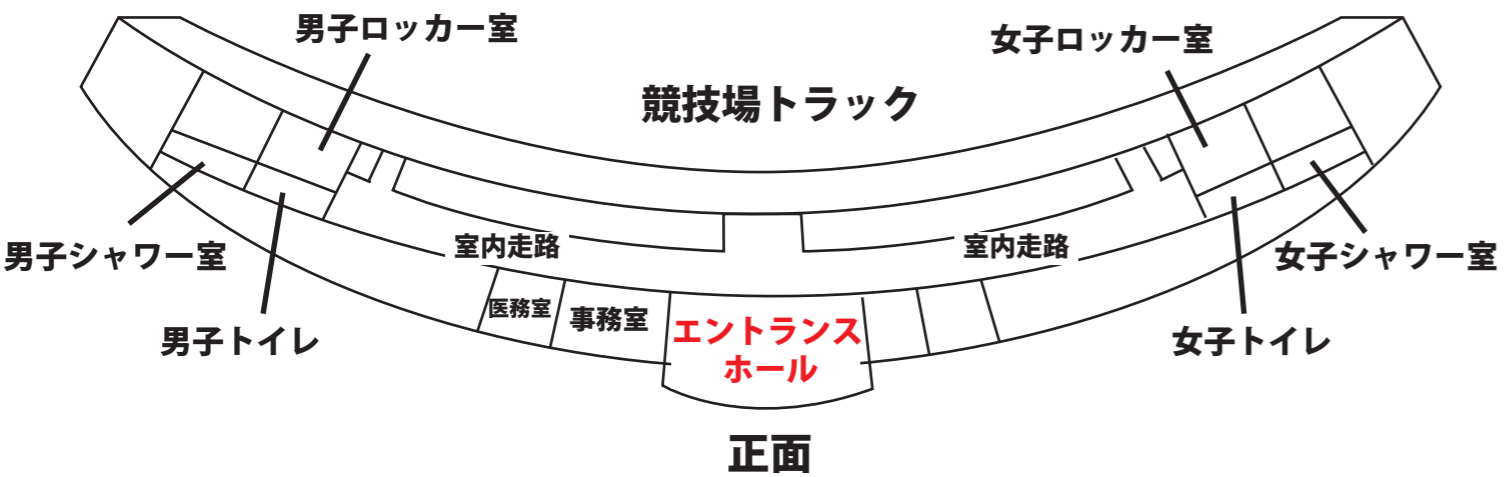 男子ロッカー室
女子ロッカー室
競技場トラック
男子シャワー室
室内走路
室内走路
女子シャワー室
医務室
事務室
エントランス
ホール
男子トイレ
女子トイレ
正面